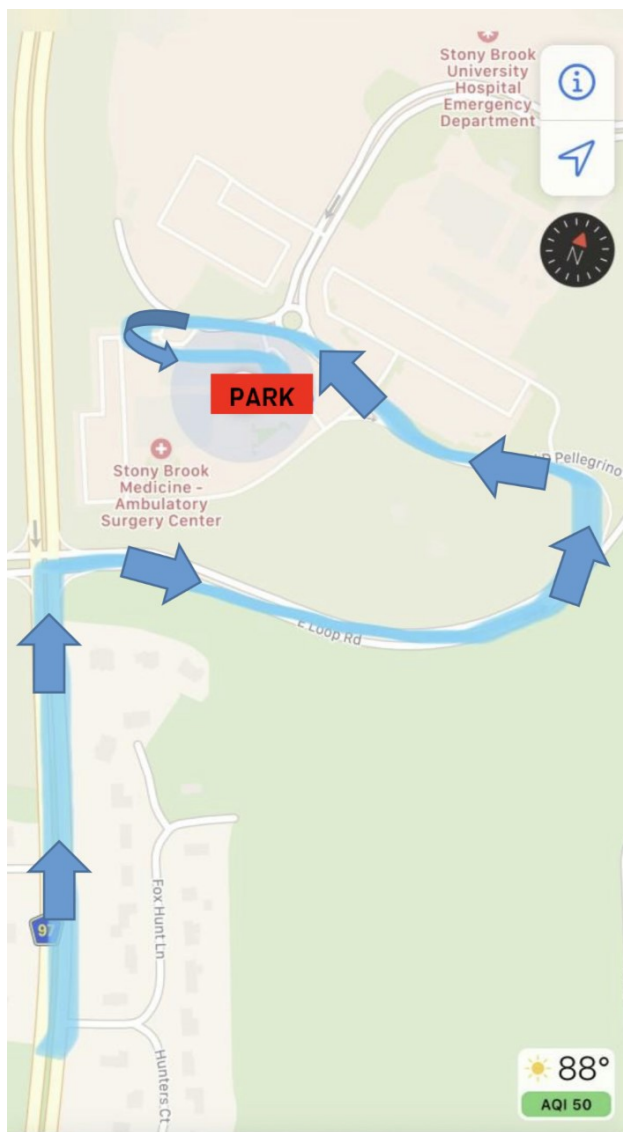 Stony Brook
University
Hospital
Emergency
Department
N
PARK
Pellegrino
Stony Brook
Medicine -
Ambulatory
Surgery Center
E Loop Rd
Fox Hunt Ln
97
Hunters Ct
88°
AQI 50